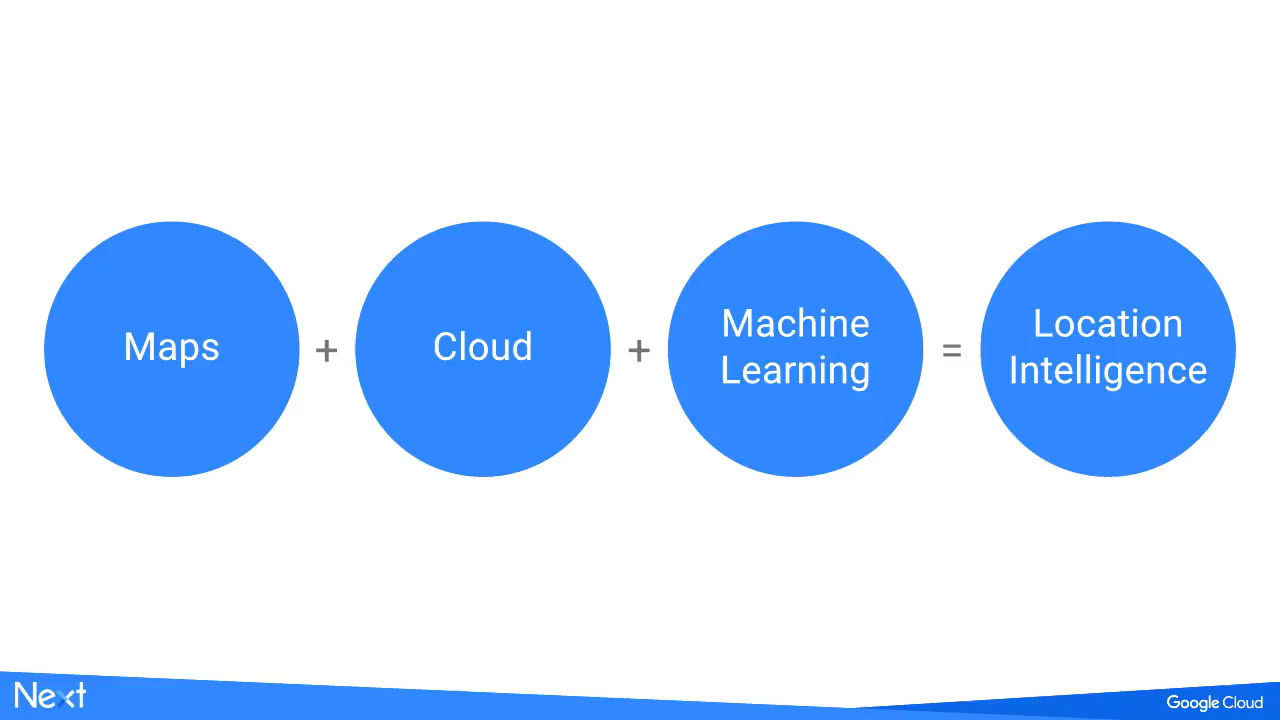 Maps + Cloud + Machine Learning = Location Intelligence
Next
Google Cloud